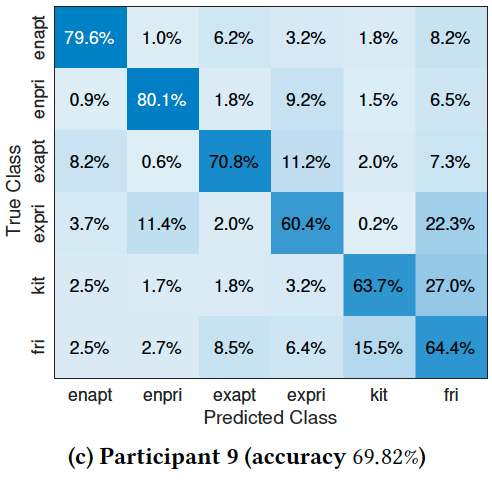 True Class
enapt 79.6% 1.0% 6.2% 3.2% 1.8% 8.2%
enpri 0.9% 80.1% 1.8% 9.2% 1.5% 6.5%
exapt 8.2% 0.6% 70.8% 11.2% 2.0% 7.3%
expri 3.7% 11.4% 2.0% 60.4% 0.2% 22.3%
kit 2.5% 1.7% 1.8% 3.2% 63.7% 27.0%
fri 2.5% 2.7% 8.5% 6.4% 15.5% 64.4%
enapt enpri exapt expri kit fri
Predicted Class
(c) Participant 9 (accuracy 69.82%)